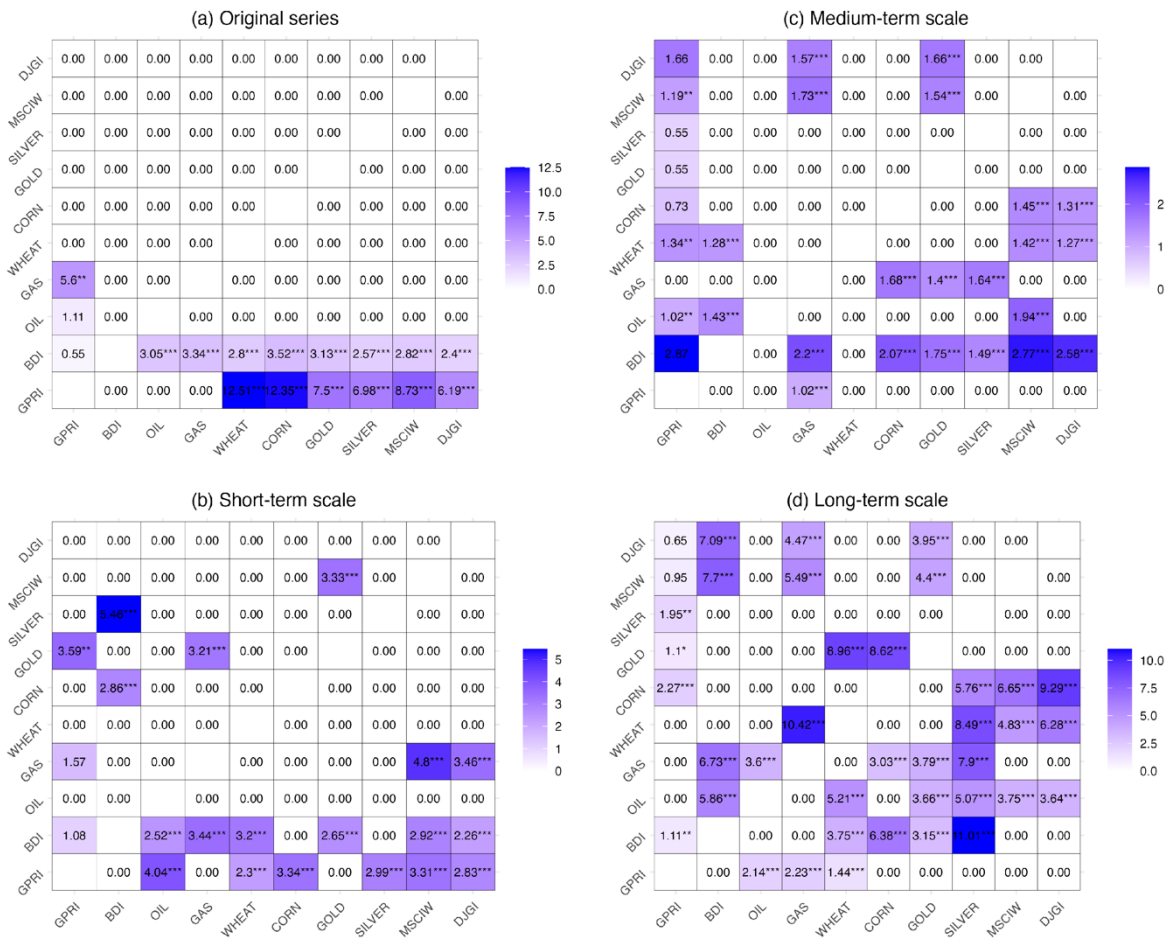 (a) Original series
DJGI 0.00 0.00 0.00 0.00 0.00 0.00 0.00 0.00 0.00
MSCIW 0.00 0.00 0.00 0.00 0.00 0.00 0.00 0.00 0.00
SILVER 0.00 0.00 0.00 0.00 0.00 0.00 0.00 0.00 0.00
GOLD 0.00 0.00 0.00 0.00 0.00 0.00 0.00 0.00 0.00
CORN 0.00 0.00 0.00 0.00 0.00 0.00 0.00 0.00 0.00
WHEAT 0.00 0.00 0.00 0.00 0.00 0.00 0.00 0.00 0.00
GAS 5.6** 0.00 0.00 0.00 0.00 0.00 0.00 0.00 0.00
OIL 1.11 0.00 0.00 0.00 0.00 0.00 0.00 0.00 0.00
BDI 0.55 3.05*** 3.34*** 2.8*** 3.52*** 3.13*** 2.57*** 2.82*** 2.4***
GPRI 0.00 0.00 0.00 12.51*** 12.35*** 7.5*** 6.98*** 8.73*** 6.19***
GPRI BDI OIL GAS WHEAT CORN GOLD SILVER MSCIW DJGI
12.5
10.0
7.5
5.0
2.5
0.0
(c) Medium-term scale
DJGI 1.66 0.00 0.00 1.57*** 0.00 0.00 1.66*** 0.00 0.00
MSCIW 1.19** 0.00 0.00 1.73*** 0.00 0.00 1.54*** 0.00 0.00
SILVER 0.55 0.00 0.00 0.00 0.00 0.00 0.00 0.00 0.00
GOLD 0.55 0.00 0.00 0.00 0.00 0.00 0.00 0.00 0.00
CORN 0.73 0.00 0.00 0.00 0.00 0.00 0.00 1.45*** 1.31***
WHEAT 1.34** 1.28*** 0.00 0.00 0.00 0.00 0.00 1.42*** 1.27***
GAS 0.00 0.00 0.00 0.00 1.68*** 1.4*** 1.64*** 0.00 0.00
OIL 1.02** 1.43*** 0.00 0.00 0.00 0.00 0.00 1.94*** 0.00
BDI 2.87 0.00 2.2*** 0.00 2.07*** 1.75*** 1.49*** 2.77*** 2.58***
GPRI 0.00 0.00 1.02*** 0.00 0.00 0.00 0.00 0.00 0.00
GPRI BDI OIL GAS WHEAT CORN GOLD SILVER MSCIW DJGI
2
1
0
(b) Short-term scale
DJGI 0.00 0.00 0.00 0.00 0.00 0.00 0.00 0.00 0.00
MSCIW 0.00 0.00 0.00 0.00 0.00 0.00 3.33*** 0.00 0.00
SILVER 0.00 5.46*** 0.00 0.00 0.00 0.00 0.00 0.00 0.00
GOLD 3.59** 0.00 0.00 3.21*** 0.00 0.00 0.00 0.00 0.00
CORN 0.00 2.86*** 0.00 0.00 0.00 0.00 0.00 0.00 0.00
WHEAT 0.00 0.00 0.00 0.00 0.00 0.00 0.00 0.00 0.00
GAS 1.57 0.00 0.00 0.00 0.00 0.00 0.00 4.8*** 3.46***
OIL 0.00 0.00 0.00 0.00 0.00 0.00 0.00 0.00 0.00
BDI 1.08 2.52*** 3.44*** 3.2*** 0.00 2.65*** 0.00 2.92*** 2.26***
GPRI 0.00 4.04*** 0.00 2.3*** 3.34*** 0.00 2.99*** 3.31*** 2.83***
GPRI BDI OIL GAS WHEAT CORN GOLD SILVER MSCIW DJGI
5
4
3
2
1
0
(d) Long-term scale
DJGI 0.65 7.09*** 0.00 4.47*** 0.00 0.00 3.95*** 0.00 0.00
MSCIW 0.95 7.7*** 0.00 5.49*** 0.00 0.00 4.4*** 0.00 0.00
SILVER 1.95** 0.00 0.00 0.00 0.00 0.00 0.00 0.00 0.00
GOLD 1.1* 0.00 0.00 0.00 8.96*** 8.62*** 0.00 0.00 0.00
CORN 2.27*** 0.00 0.00 0.00 0.00 0.00 5.76*** 6.65*** 9.29***
WHEAT 0.00 0.00 0.00 10.42*** 0.00 0.00 8.49*** 4.83*** 6.28***
GAS 0.00 6.73*** 3.6*** 0.00 3.03*** 3.79*** 7.9*** 0.00 0.00
OIL 0.00 5.86*** 0.00 5.21*** 0.00 3.66*** 5.07*** 3.75*** 3.64***
BDI 1.11** 0.00 0.00 3.75*** 6.38*** 3.15*** 11.01*** 0.00 0.00
GPRI 0.00 2.14*** 2.23*** 1.44*** 0.00 0.00 0.00 0.00 0.00
GPRI BDI OIL GAS WHEAT CORN GOLD SILVER MSCIW DJGI
10.0
7.5
5.0
2.5
0.0